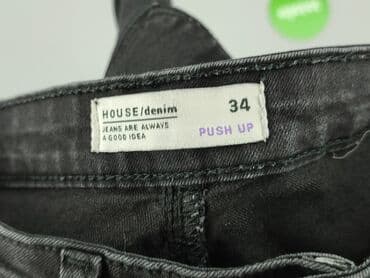 HOUSE/denim
JEANS ARE ALWAYS
A GOOD IDEA
34
PUSH UP